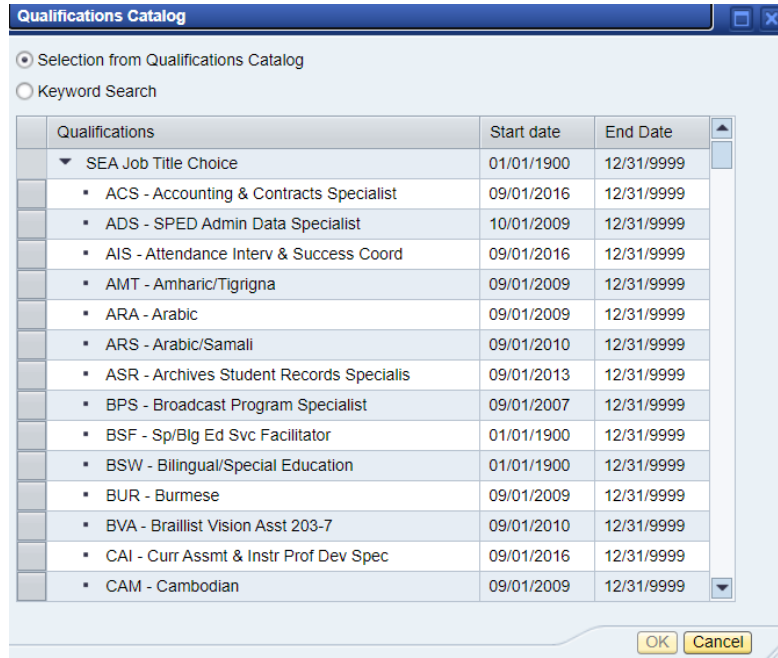 Qualifications Catalog
Selection from Qualifications Catalog
Keyword Search
Qualifications Start date End Date
SEA Job Title Choice 01/01/1900 12/31/9999
ACS - Accounting & Contracts Specialist 09/01/2016 12/31/9999
ADS - SPED Admin Data Specialist 10/01/2009 12/31/9999
AIS - Attendance Interv & Success Coord 09/01/2016 12/31/9999
AMT - Amharic/Tigrigna 09/01/2009 12/31/9999
ARA - Arabic 09/01/2009 12/31/9999
ARS - Arabic/Samali 09/01/2010 12/31/9999
ASR - Archives Student Records Specialis 09/01/2013 12/31/9999
BPS - Broadcast Program Specialist 09/01/2007 12/31/9999
BSF - Sp/Blg Ed Svc Facilitator 01/01/1900 12/31/9999
BSW - Bilingual/Special Education 01/01/1900 12/31/9999
BUR - Burmese 09/01/2009 12/31/9999
BVA - Braillist Vision Asst 203-7 09/01/2010 12/31/9999
CAI - Curr Assmt & Instr Prof Dev Spec 09/01/2016 12/31/9999
CAM - Cambodian 09/01/2009 12/31/9999
OK Cancel